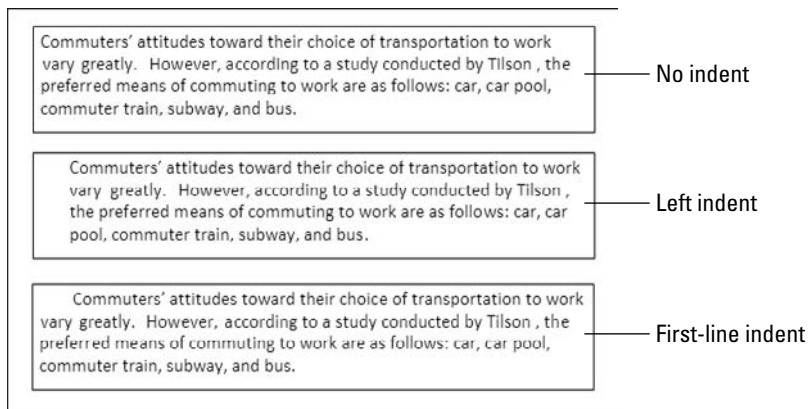 Commuters' attitudes toward their choice of transportation to work
vary greatly. However, according to a study conducted by Tilson , the
preferred means of commuting to work are as follows: car, car pool,
commuter train, subway, and bus.
No indent
Commuters' attitudes toward their choice of transportation to work
vary greatly. However, according to a study conducted by Tilson ,
the preferred means of commuting to work are as follows: car, car
pool, commuter train, subway, and bus.
Left indent
Commuters' attitudes toward their choice of transportation to work
vary greatly. However, according to a study conducted by Tilson , the
preferred means of commuting to work are as follows: car, car pool,
commuter train, subway, and bus.
First-line indent